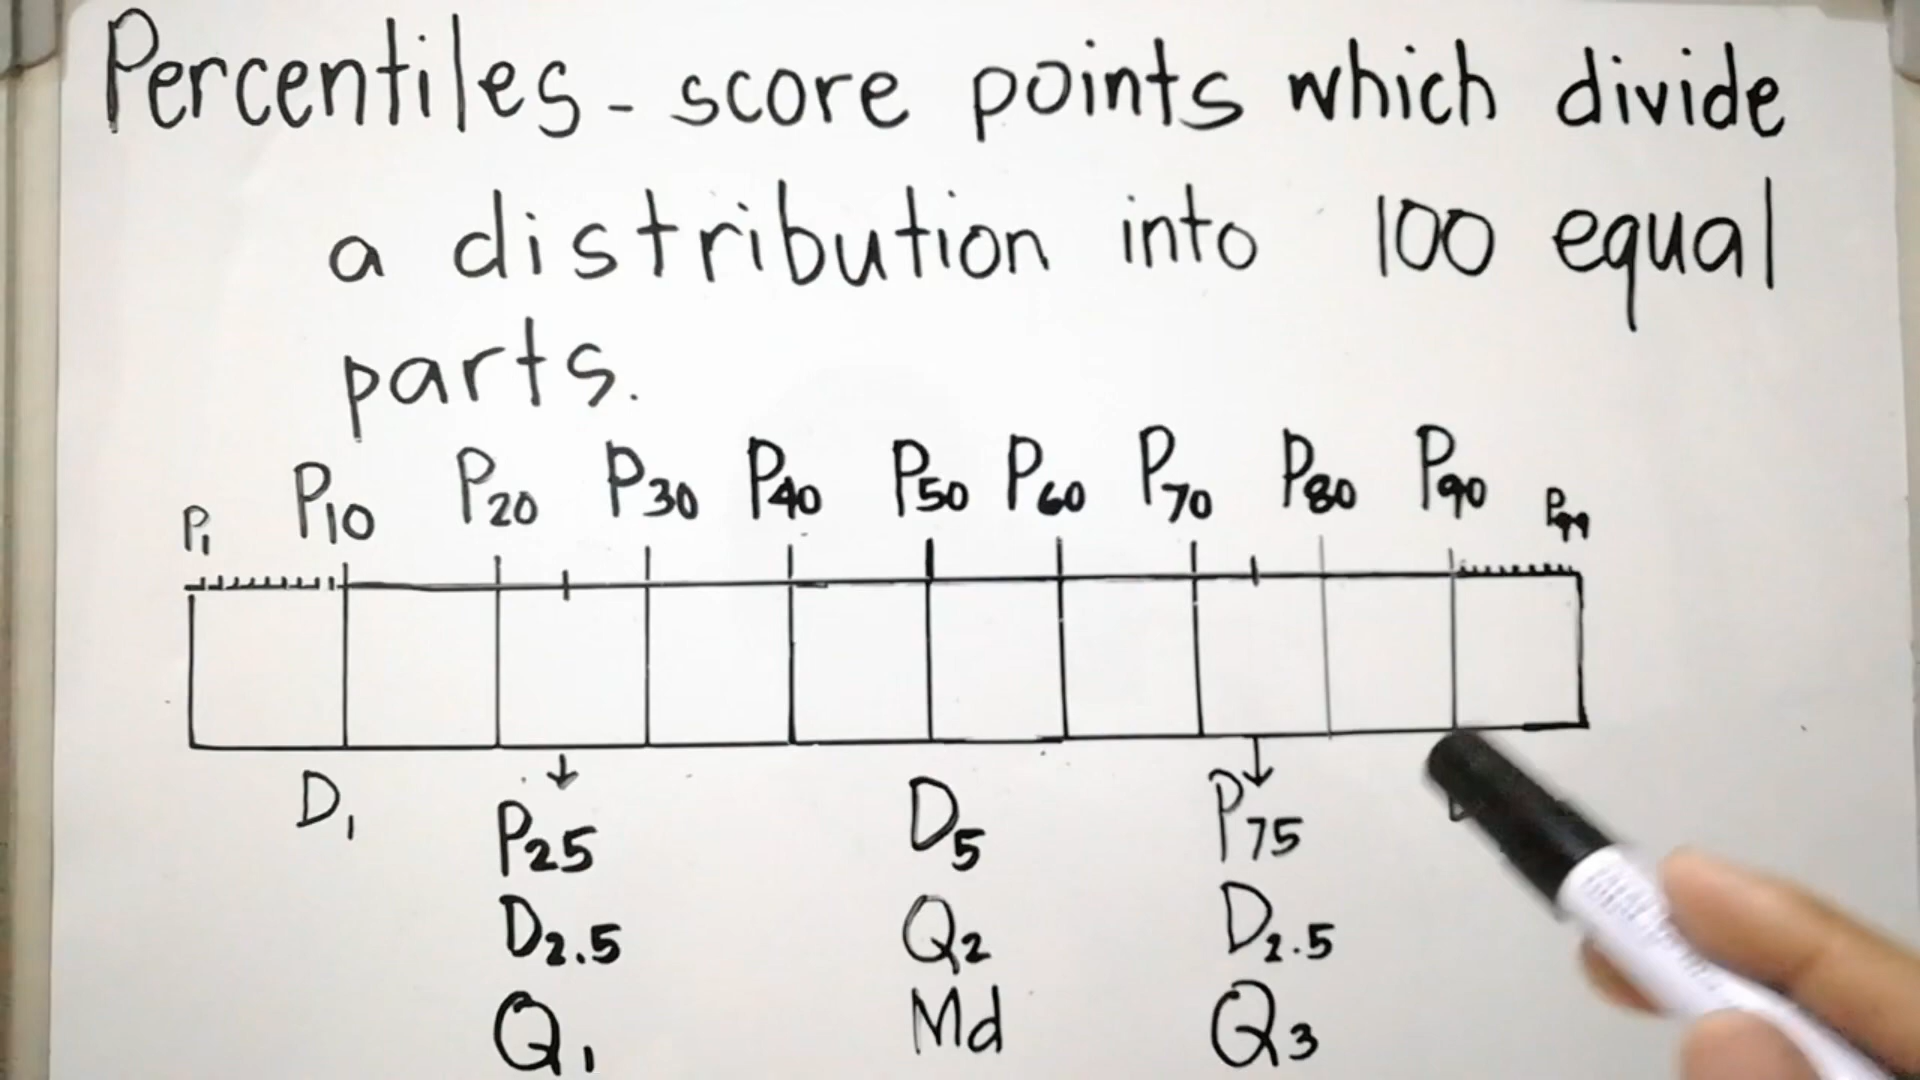 Percentiles - score points which divide
a distribution into 100 equal
parts.
P1 P10 P20 P30 P40 P50 P60 P70 P80 P90 P99
D1 P25 D5 P75
D2.5 Q2 D2.5
Q1 Md Q3